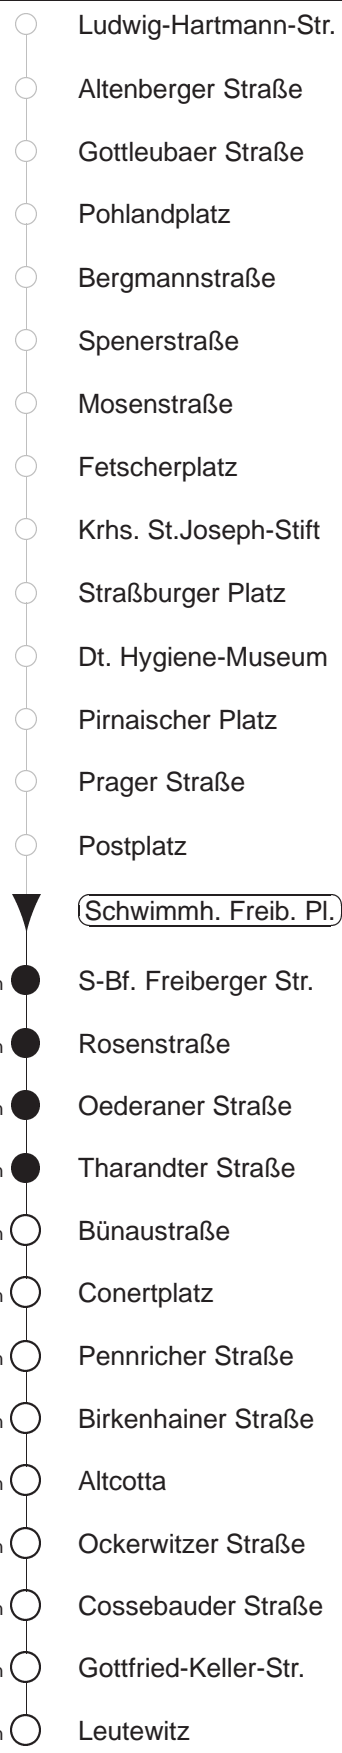 Ludwig-Hartmann-Str.
Altenberger Straße
Gottleubaer Straße
Pohlandplatz
Bergmannstraße
Spenerstraße
Mosenstraße
Fetscherplatz
Krhs. St.Joseph-Stift
Straßburger Platz
Dt. Hygiene-Museum
Pirnaischer Platz
Prager Straße
Postplatz
Schwimmh. Freib. Pl.
S-Bf. Freiberger Str.
Rosenstraße
Oederaner Straße
Tharandter Straße
Bünaustraße
Conertplatz
Pennricher Straße
Birkenhainer Straße
Altcotta
Ockerwitzer Straße
Cossebauder Straße
Gottfried-Keller-Str.
Leutewitz